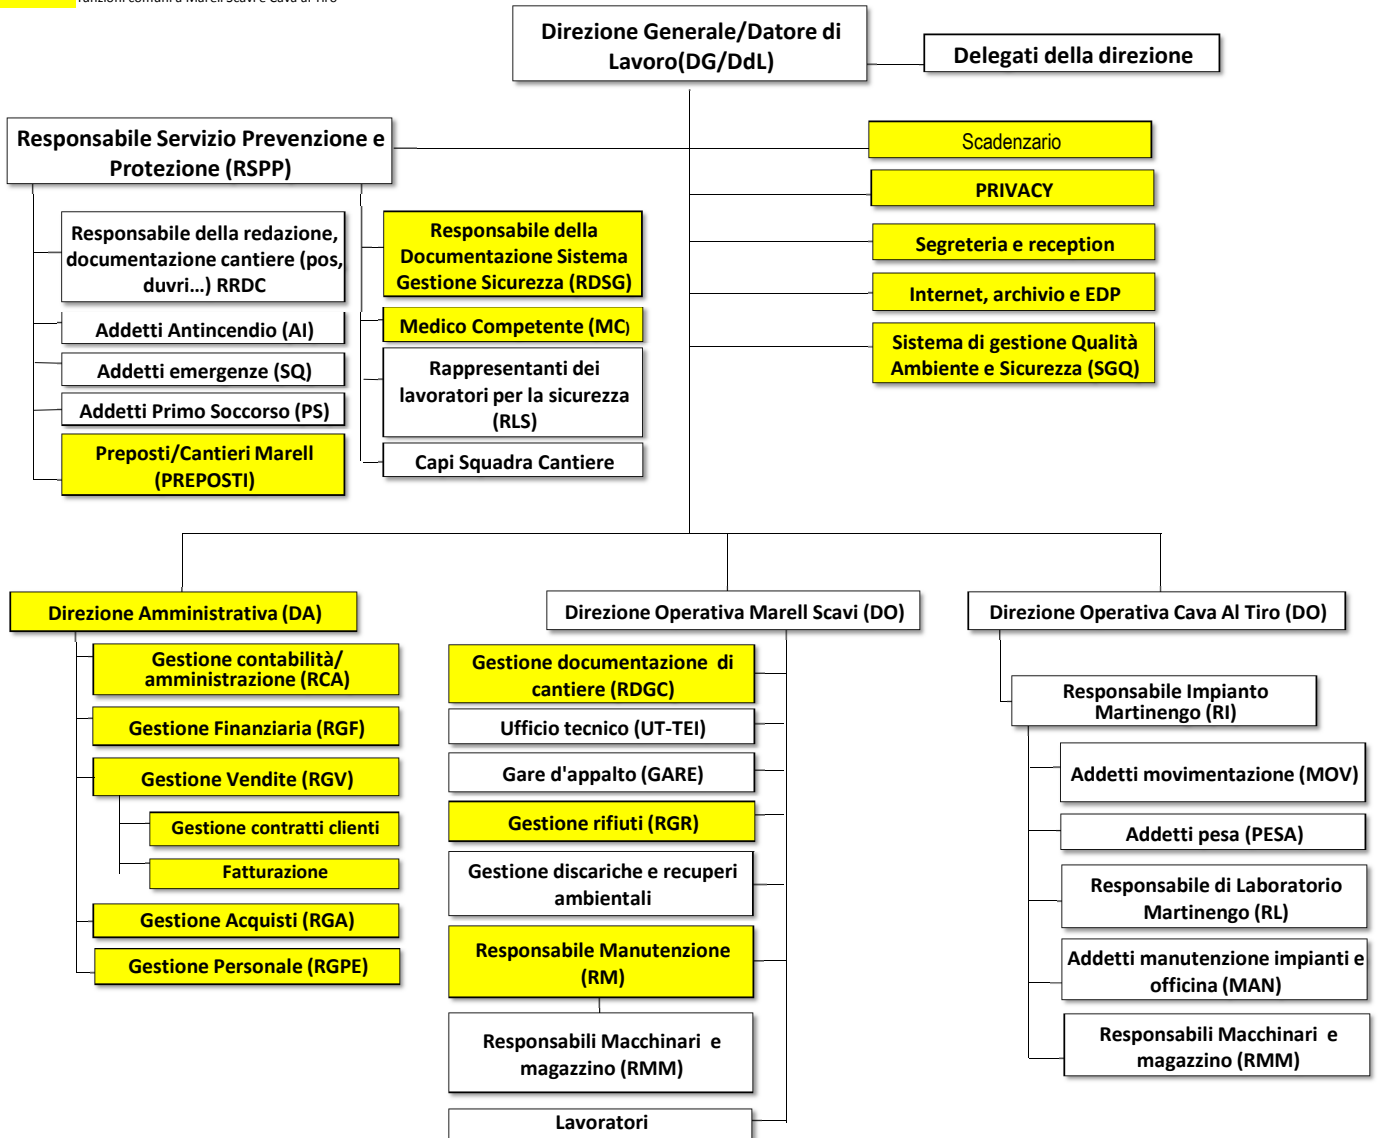 funzioni comuni a Marell Scavi e Cava al Tiro
Direzione Generale/Datore di
Lavoro(DG/DdL)
Delegati della direzione
Responsabile Servizio Prevenzione e
Protezione (RSPP)
Scadenzario
PRIVACY
Segreteria e reception
Internet, archivio e EDP
Sistema di gestione Qualità
Ambiente e Sicurezza (SGQ)
Responsabile della redazione,
documentazione cantiere (pos,
duvri...) RRDC
Addetti Antincendio (AI)
Addetti emergenze (SQ)
Addetti Primo Soccorso (PS)
Preposti/Cantieri Marell
(PREPOSTI)
Responsabile della
Documentazione Sistema
Gestione Sicurezza (RDSG)
Medico Competente (MC)
Rappresentanti dei
lavoratori per la sicurezza
(RLS)
Capi Squadra Cantiere
Direzione Amministrativa (DA)
Gestione contabilità/
amministrazione (RCA)
Gestione Finanziaria (RGF)
Gestione Vendite (RGV)
Gestione contratti clienti
Fatturazione
Gestione Acquisti (RGA)
Gestione Personale (RGPE)
Direzione Operativa Marell Scavi (DO)
Gestione documentazione di
cantiere (RDGC)
Ufficio tecnico (UT-TEI)
Gare d'appalto (GARE)
Gestione rifiuti (RGR)
Gestione discariche e recuperi
ambientali
Responsabile Manutenzione
(RM)
Responsabili Macchinari e
magazzino (RMM)
Lavoratori
Direzione Operativa Cava Al Tiro (DO)
Responsabile Impianto
Martinengo (RI)
Addetti movimentazione (MOV)
Addetti pesa (PESA)
Responsabile di Laboratorio
Martinengo (RL)
Addetti manutenzione impianti e
officina (MAN)
Responsabili Macchinari e
magazzino (RMM)